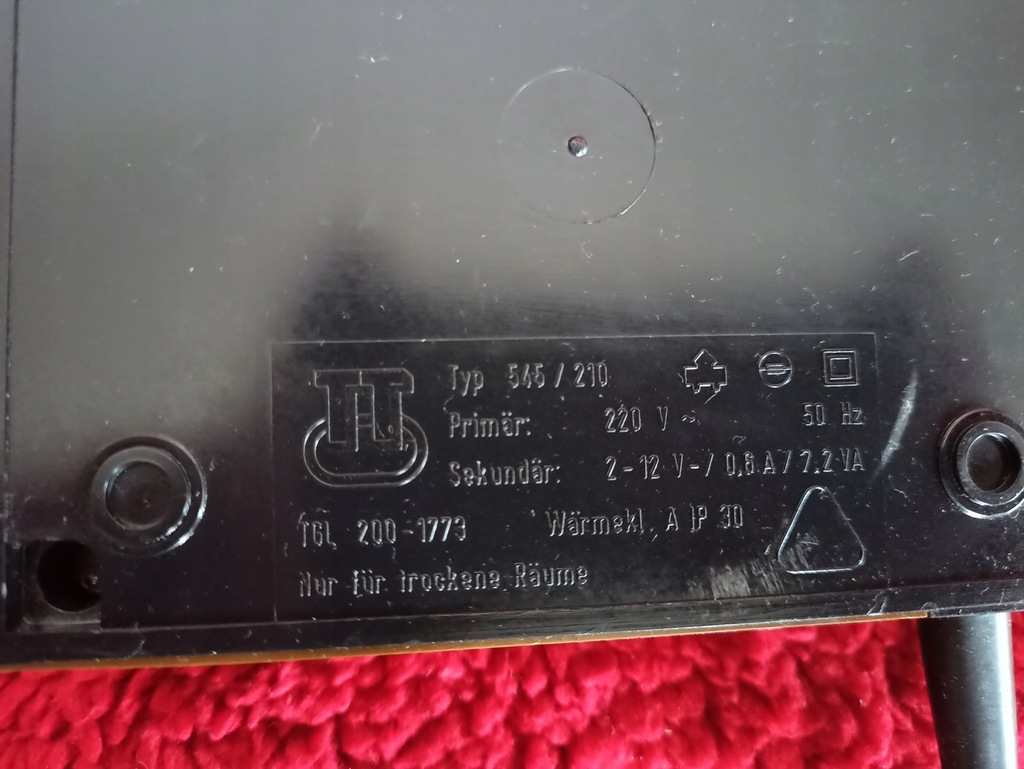 TT
Typ 545 / 210
Primär: 220 V ~ 50 Hz
Sekundär: 2-12 V-/ 0,6 A / 7,2 VA
TGL 200-1773 Wärmekl. A IP 30
Nur für trockene Räume